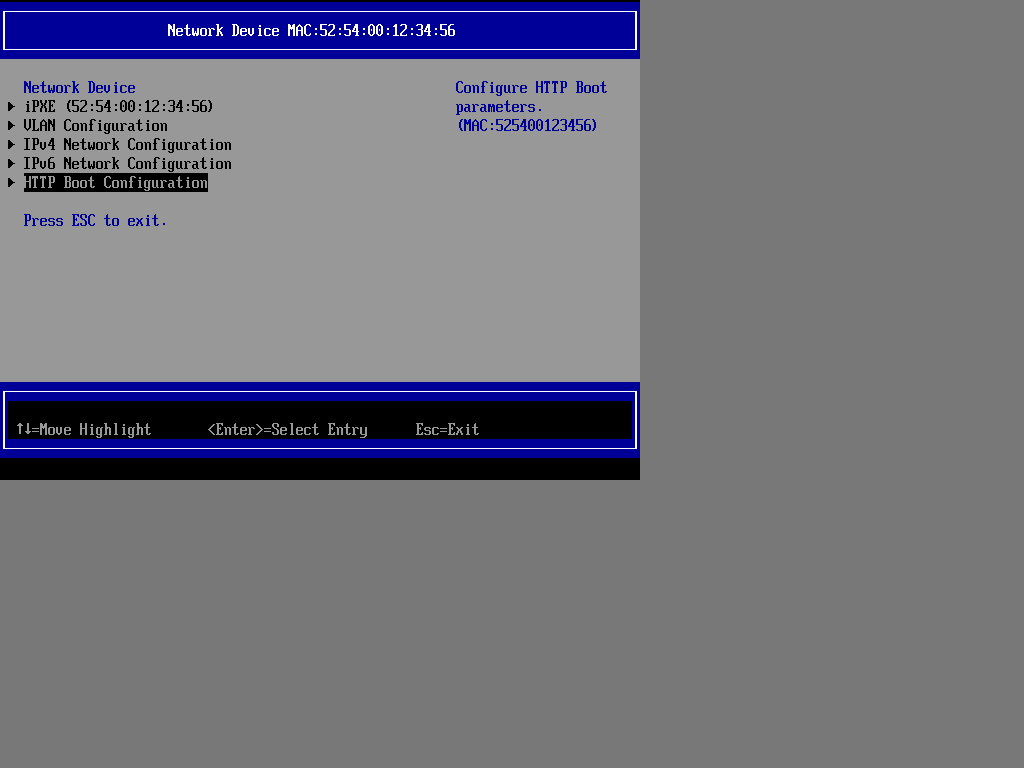 Network Device MAC:52:54:00:12:34:56
Network Device
iPXE (52:54:00:12:34:56)
VLAN Configuration
IPv4 Network Configuration
IPv6 Network Configuration
HTTP Boot Configuration
Press ESC to exit.
Configure HTTP Boot
parameters.
(MAC:525400123456)
↑↓=Move Highlight <Enter>=Select Entry Esc=Exit